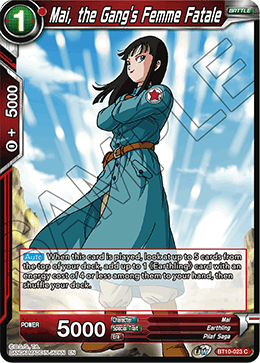 1
Mai, the Gang's Femme Fatale
BATTLE
+ 5000
SAMPLE
Auto When this card is played, look at up to 5 cards from
the top of your deck, add up to 1 《Earthling》 card with an
energy cost of 4 or less among them to your hand, then
shuffle your deck.
POWER 5000
Character Mai
Special Trait Earthling
Era Pilaf Saga
BT10-023 C